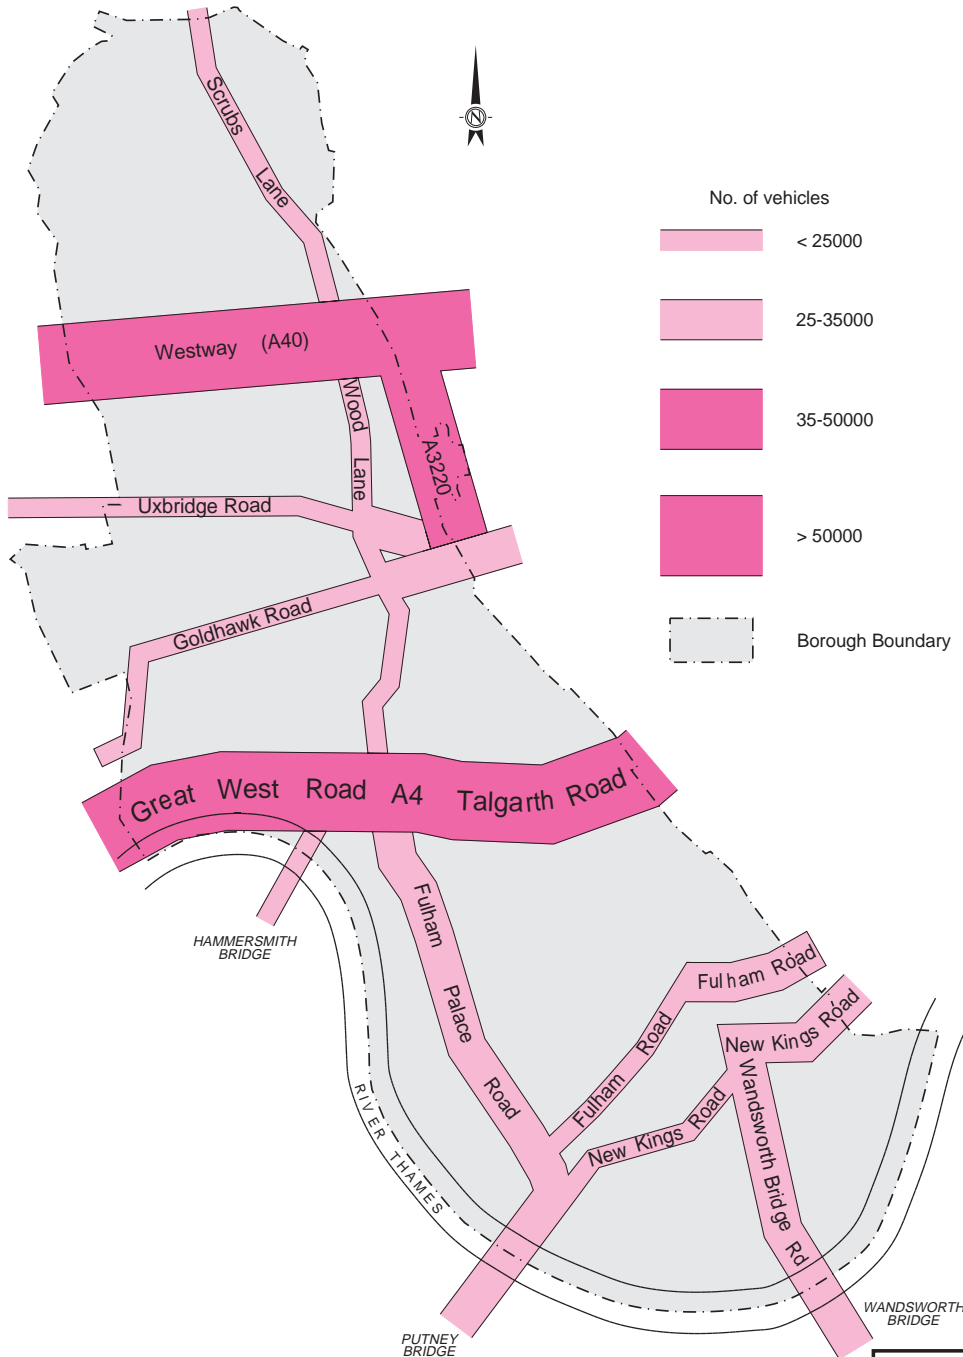 Scrubs
Lane
N
No. of vehicles
< 25000
25-35000
35-50000
> 50000
Borough Boundary
Westway (A40)
Wood
Lane
A3220
Uxbridge Road
Goldhawk Road
Great West Road A4 Talgarth Road
HAMMERSMITH
BRIDGE
Fulham
Palace
Road
Fulham Road
Fulham Road
New Kings Road
New Kings Road
Wandsworth Bridge Rd
RIVER THAMES
PUTNEY
BRIDGE
WANDSWORTH
BRIDGE